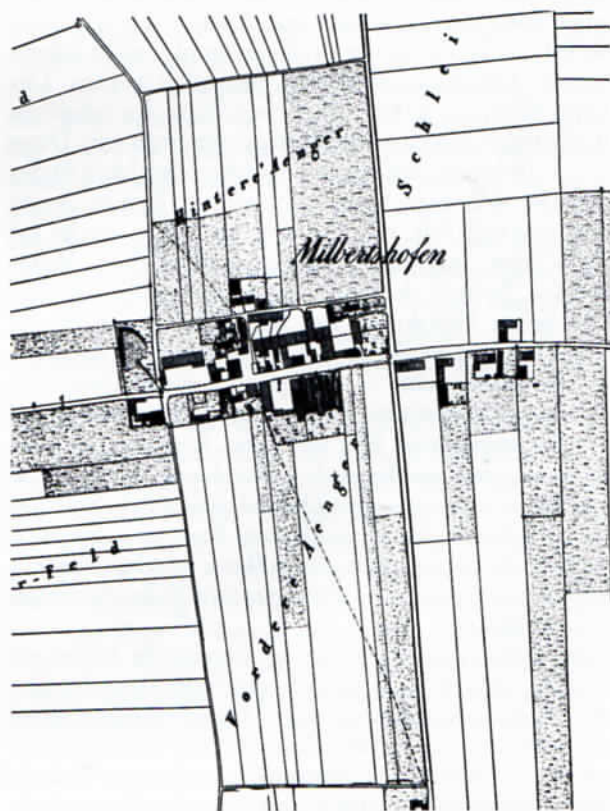 d
Schlei
Hintere Aenger
Milbertshofen
r-Feld
Vordere Aenger